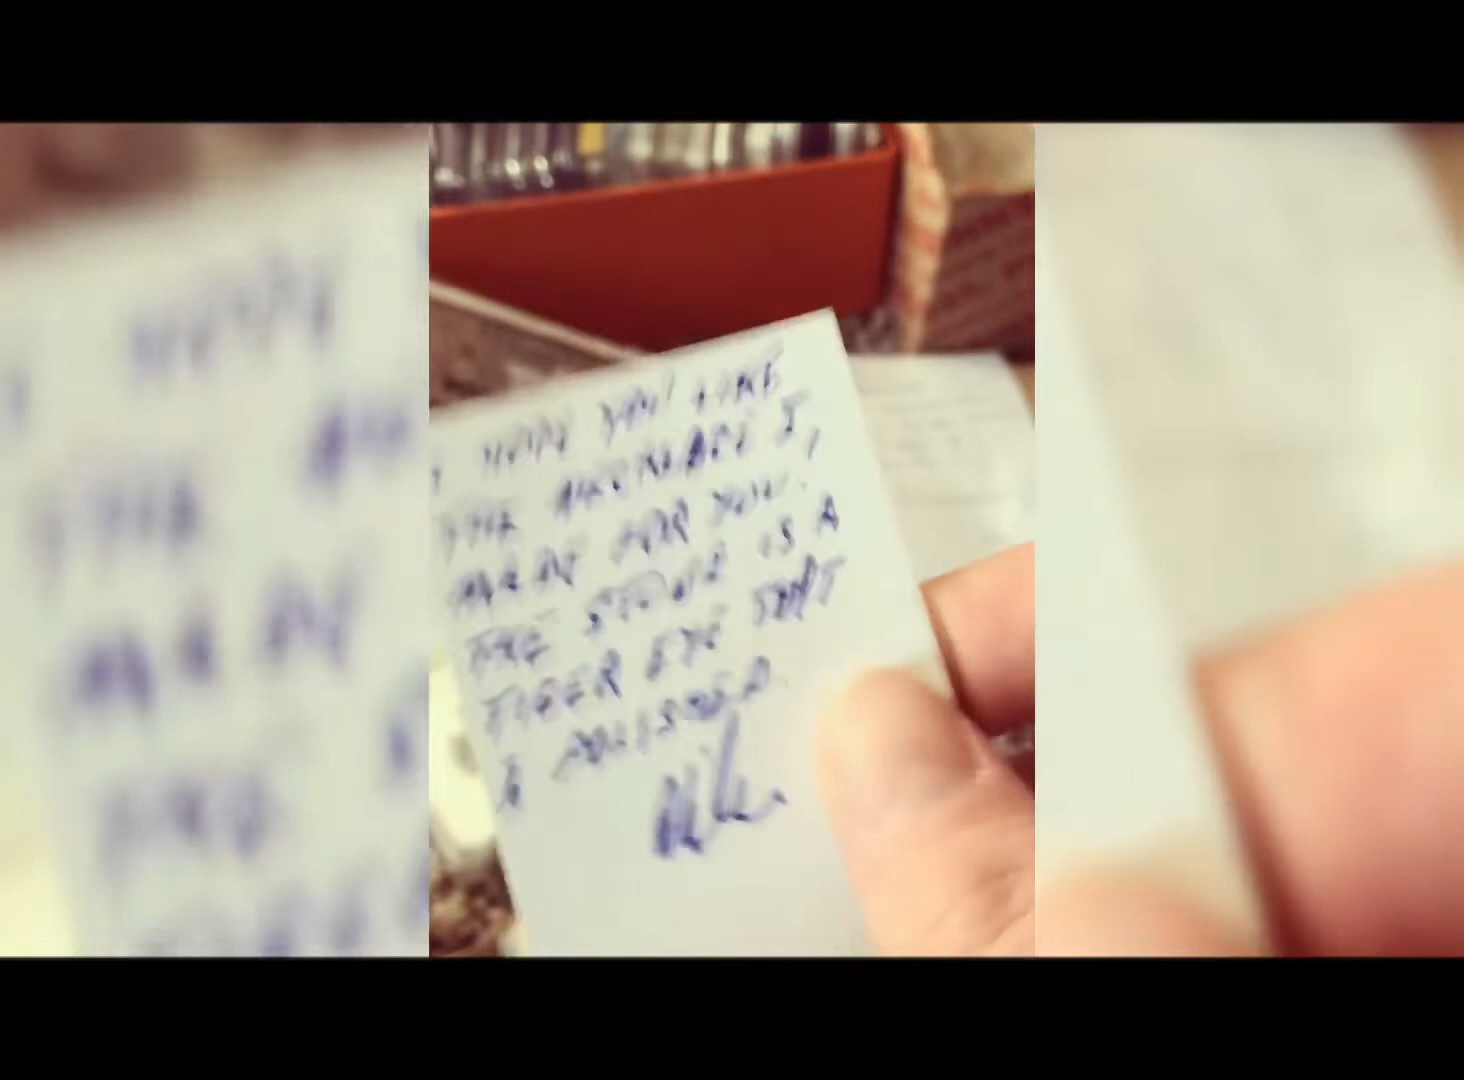 I HOPE YOU LIKE
THE NECKLACE I,
MADE FOR YOU.
THE STONE IS A
TIGER EYE THAT
I POLISHED.